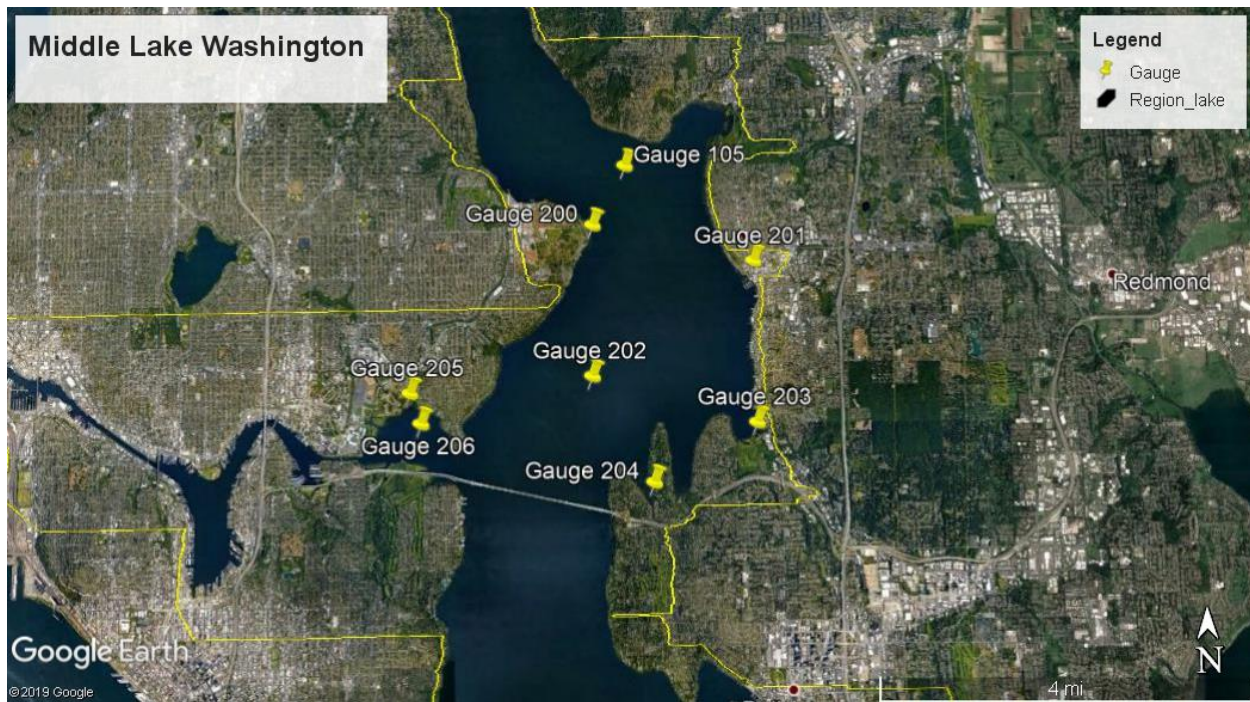 Middle Lake Washington
Legend
Gauge
Region_lake
Gauge 105
Gauge 200
Gauge 201
Redmond
Gauge 202
Gauge 205
Gauge 203
Gauge 206
Gauge 204
Google Earth
N
© 2019 Google
4 mi